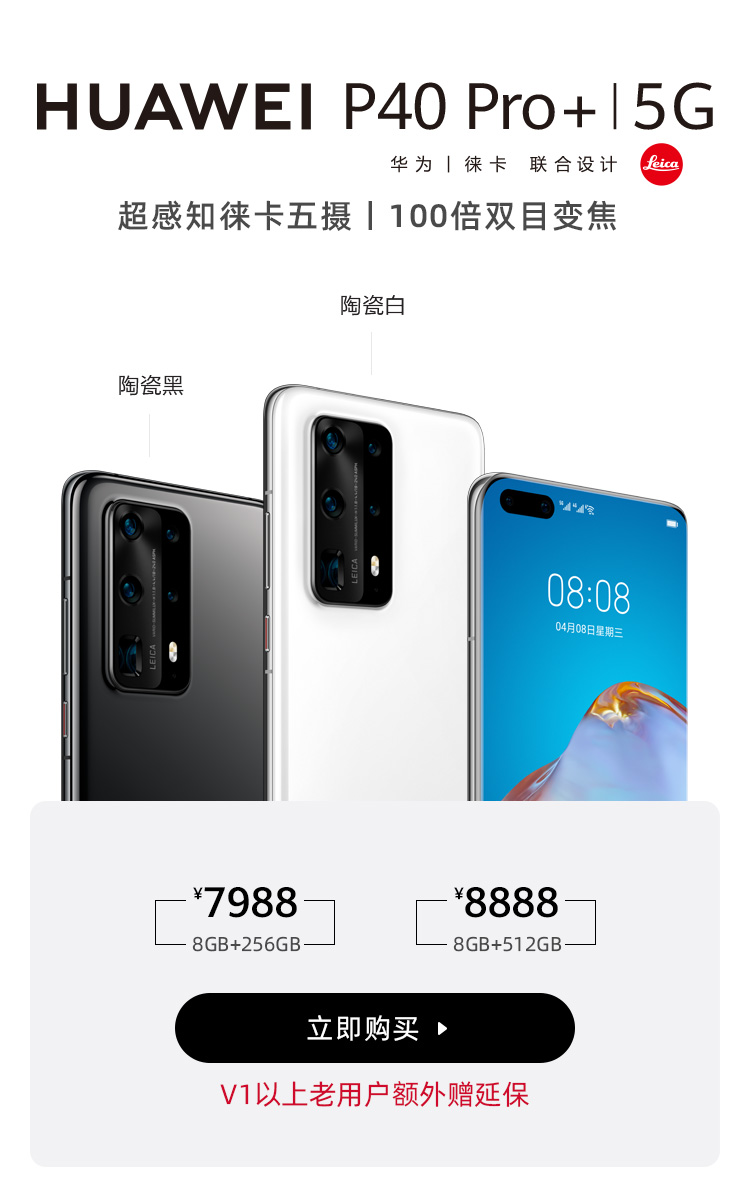 HUAWEI P40 Pro+ | 5G
华为 | 徕卡 联合设计
Leica
超感知徕卡五摄 | 100倍双目变焦
陶瓷白
陶瓷黑
LEICA
LEICA
08:08
04月08日星期三
¥7988
8GB+256GB
¥8888
8GB+512GB
立即购买
V1以上老用户额外赠延保